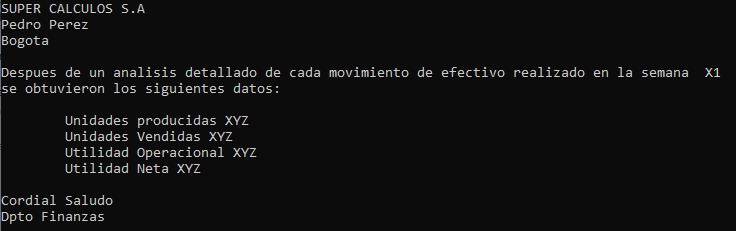 SUPER CALCULOS S.A
Pedro Perez
Bogota
Despues de un analisis detallado de cada movimiento de efectivo realizado en la semana  X1
se obtuvieron los siguientes datos:
Unidades producidas XYZ
Unidades Vendidas XYZ
Utilidad Operacional XYZ
Utilidad Neta XYZ
Cordial Saludo
Dpto Finanzas